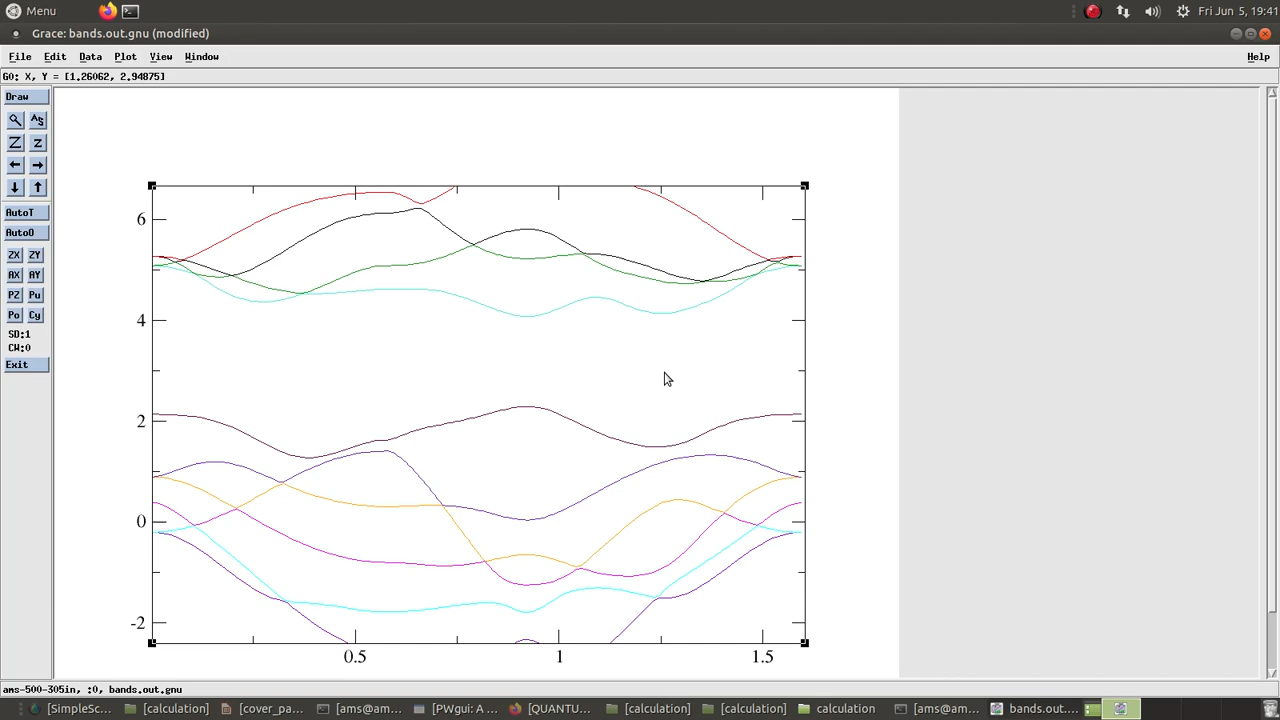 Menu
Fri Jun 5, 19:41
Grace: bands.out.gnu (modified)
File Edit Data Plot View Window Help
G0: X, Y = [1.26062, 2.94875]
Draw
AS
Z z
AutoT
AutoO
ZX ZY
AX AY
PZ Pu
Po Cy
SD:1
CW:0
Exit
6
4
2
0
-2
0.5 1 1.5
ams-500-305in, :0, bands.out.gnu
[SimpleSc... [calculation] [cover_pa... [ams@am... [PWgui: A ... [QUANTU... [calculation] [calculation] calculation [ams@am... bands.out....